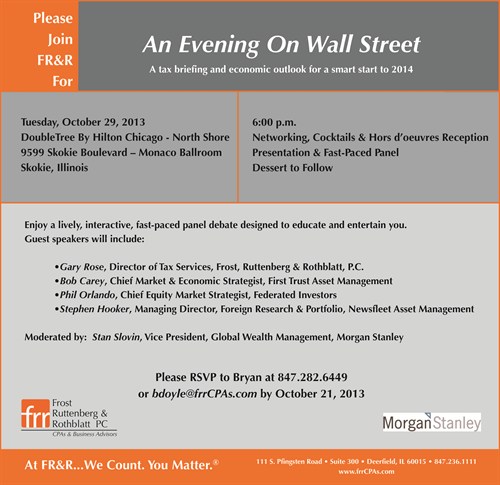 Please
Join
FR&R
For
An Evening On Wall Street
A tax briefing and economic outlook for a smart start to 2014
Tuesday, October 29, 2013
DoubleTree By Hilton Chicago - North Shore
9599 Skokie Boulevard – Monaco Ballroom
Skokie, Illinois
6:00 p.m.
Networking, Cocktails & Hors d'oeuvres Reception
Presentation & Fast-Paced Panel
Dessert to Follow
Enjoy a lively, interactive, fast-paced panel debate designed to educate and entertain you.
Guest speakers will include:
•Gary Rose, Director of Tax Services, Frost, Ruttenberg & Rothblatt, P.C.
•Bob Carey, Chief Market & Economic Strategist, First Trust Asset Management
•Phil Orlando, Chief Equity Market Strategist, Federated Investors
•Stephen Hooker, Managing Director, Foreign Research & Portfolio, Newsfleet Asset Management
Moderated by: Stan Slovin, Vice President, Global Wealth Management, Morgan Stanley
Please RSVP to Bryan at 847.282.6449
or bdoyle@frrCPAs.com by October 21, 2013
frr
Frost
Ruttenberg &
Rothblatt PC
CPAs & Business Advisors
Morgan Stanley
At FR&R...We Count. You Matter.®
111 S. Pfingsten Road • Suite 300 • Deerfield, IL 60015 • 847.236.1111
www.frrCPAs.com